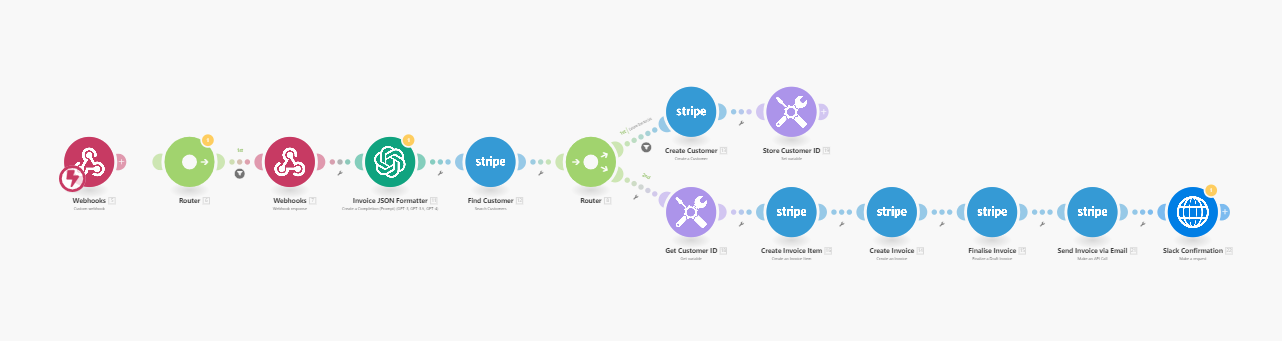 stripe
Create Customer
Create a Customer
Store Customer ID
Set variable
1st
Webhooks
Custom webhook
Router
Webhooks
Webhook response
Invoice JSON Formatter
Create a Completion (Prompt) (GPT-3, GPT-3.5, GPT-4)
stripe
Find Customer
Search Customers
Router
2nd
Get Customer ID
Get variable
stripe
Create Invoice Item
Create an Invoice Item
stripe
Create Invoice
Create an Invoice
stripe
Finalise Invoice
Finalize a Draft Invoice
stripe
Send Invoice via Email
Make an API Call
Slack Confirmation
Make a request